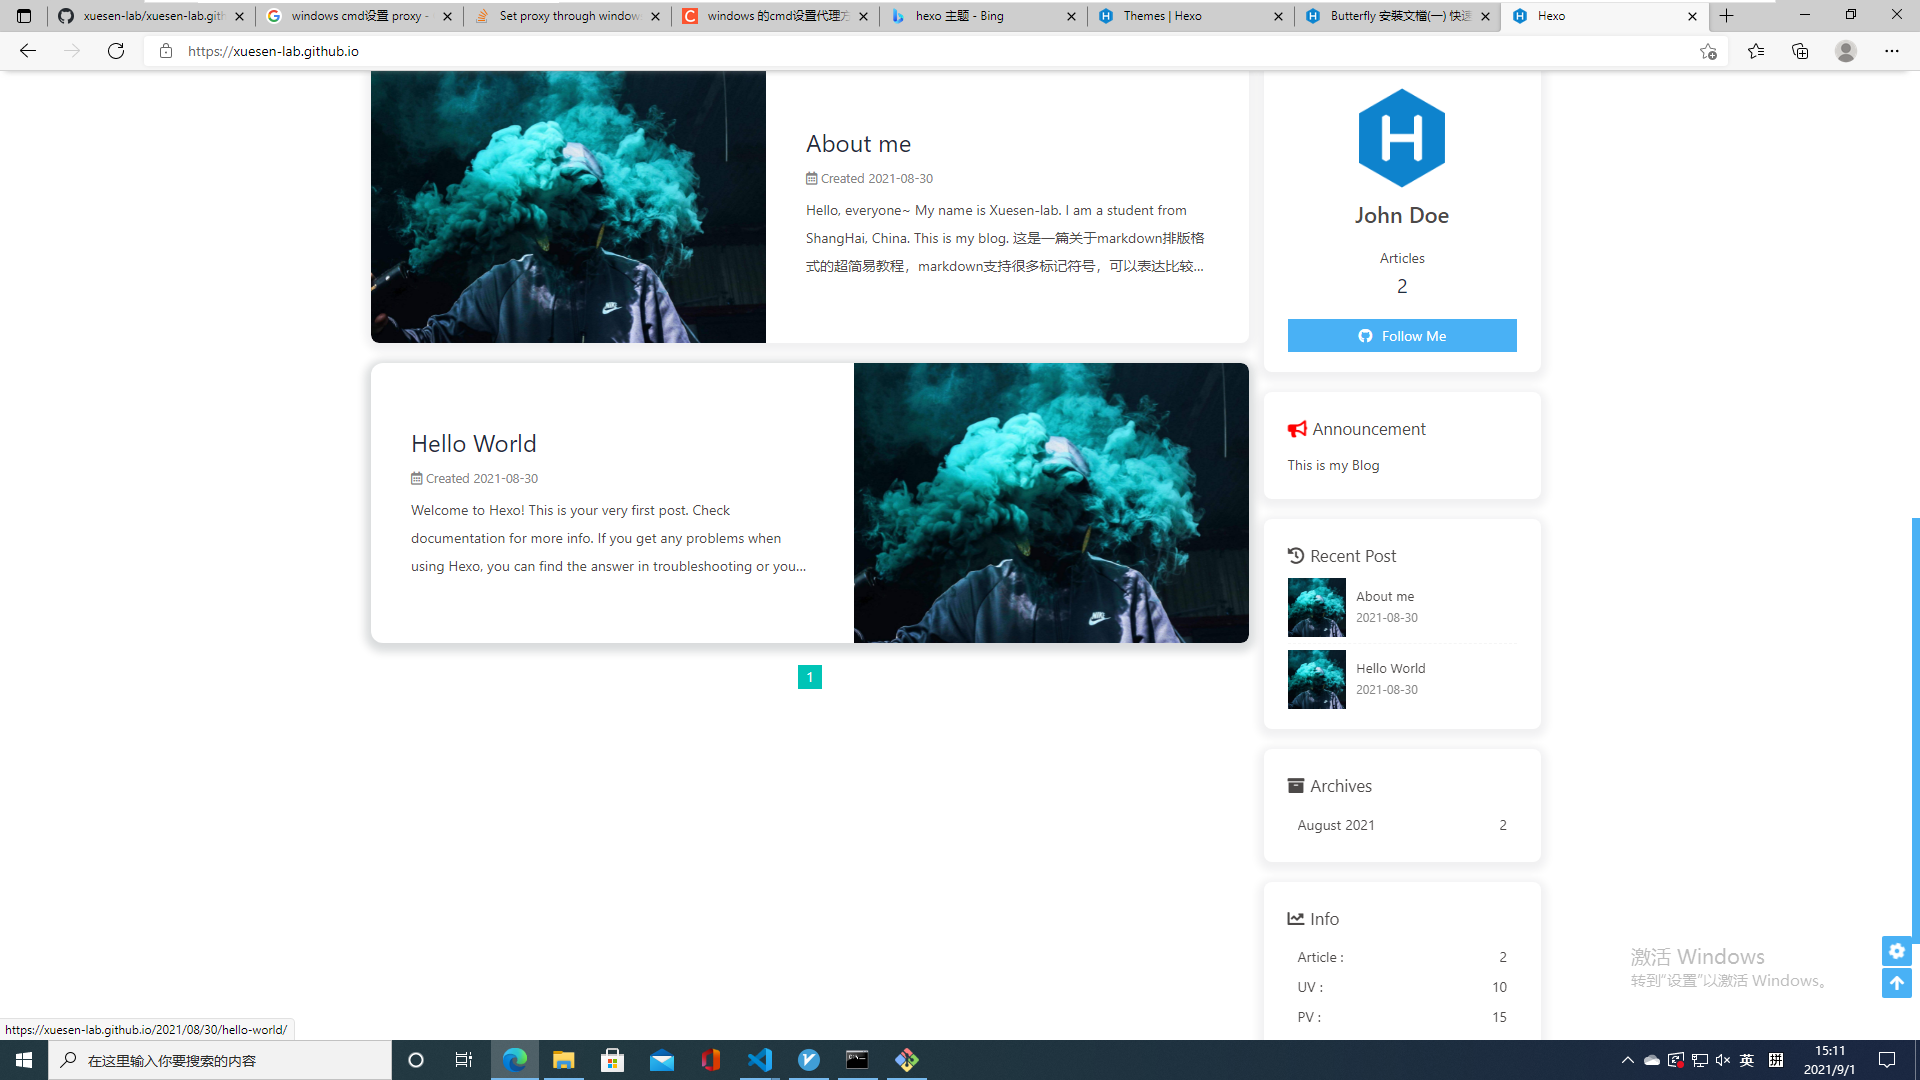 xuesen-lab/xuesen-lab.gith
windows cmd设置 proxy -
Set proxy through window
windows 的cmd设置代理方
hexo 主题 - Bing
Themes | Hexo
Butterfly 安裝文檔(一) 快速
Hexo
https://xuesen-lab.github.io
About me
Created 2021-08-30
Hello, everyone~ My name is Xuesen-lab. I am a student from
ShangHai, China. This is my blog. 这是一篇关于markdown排版格
式的超简易教程，markdown支持很多标记符号，可以表达比较...
NIKE
Hello World
Created 2021-08-30
Welcome to Hexo! This is your very first post. Check
documentation for more info. If you get any problems when
using Hexo, you can find the answer in troubleshooting or you...
NIKE
1
H
John Doe
Articles
2
Follow Me
Announcement
This is my Blog
Recent Post
About me
2021-08-30
Hello World
2021-08-30
Archives
August 2021 2
Info
Article : 2
UV : 10
PV : 15
激活 Windows
转到"设置"以激活 Windows。
https://xuesen-lab.github.io/2021/08/30/hello-world/
在这里输入你要搜索的内容
英
拼
15:11
2021/9/1